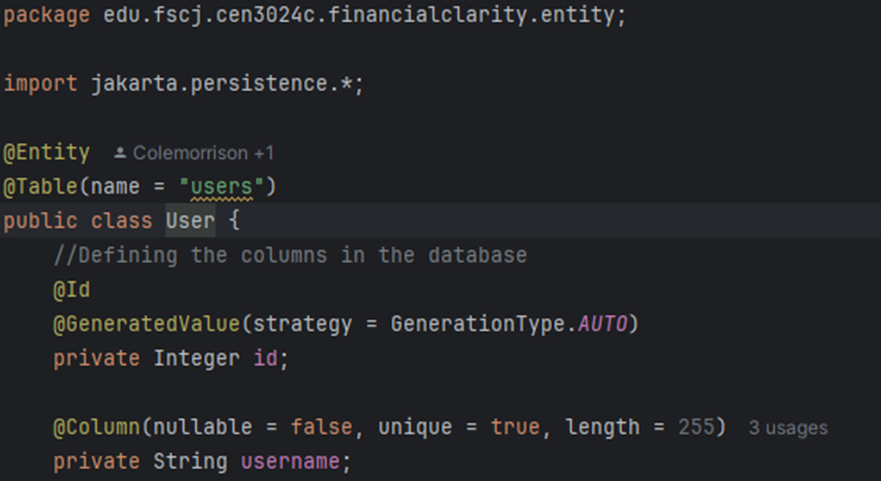 package edu.fscj.cen3024c.financialclarity.entity;
import jakarta.persistence.*;
@Entity Colemorrison +1
@Table(name = "users")
public class User {
//Defining the columns in the database
@Id
@GeneratedValue(strategy = GenerationType.AUTO)
private Integer id;
@Column(nullable = false, unique = true, length = 255) 3 usages
private String username;